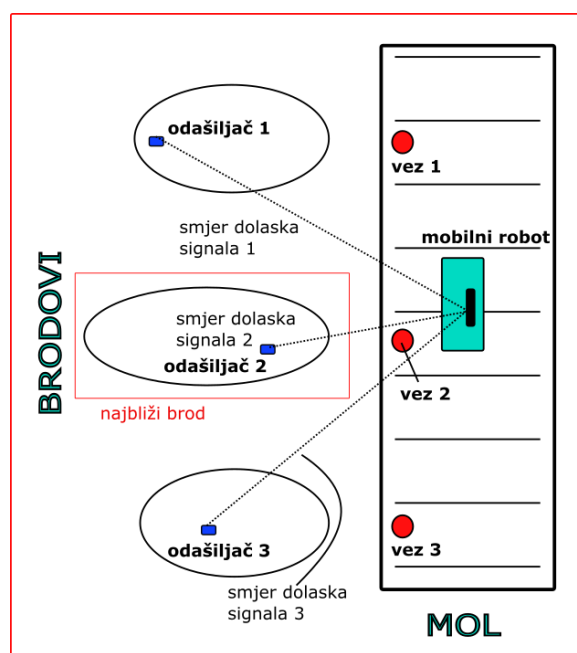 odašiljač 1
vez 1
smjer dolaska
signala 1
mobilni robot
BRODOVI
smjer dolaska
signala 2
odašiljač 2
vez 2
najbliži brod
odašiljač 3
vez 3
smjer dolaska
signala 3
MOL